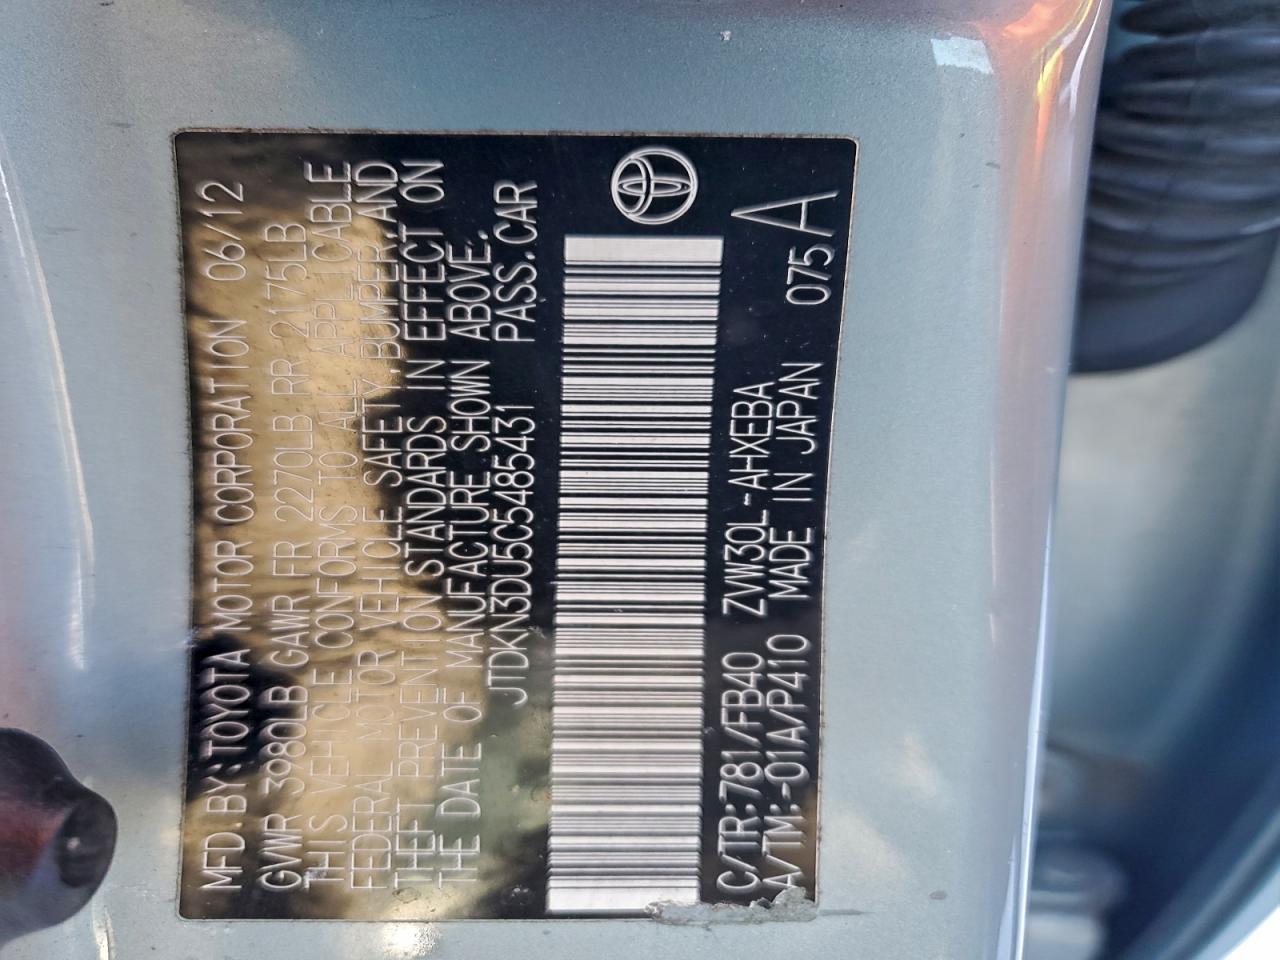 MFD.BY:TOYOTA MOTOR CORPORATION 06/12
GVWR 3980LB GAWR FR 2270LB RR 2175LB
THIS VEHICLE CONFORMS TO ALL APPLICABLE
FEDERAL MOTOR VEHICLE SAFETY,BUMPER,AND
THEFT PREVENTION STANDARDS IN EFFECT ON
THE DATE OF MANUFACTURE SHOWN ABOVE.
JTDKN3DU5C5485431 PASS.CAR
C/TR:781/FB40 ZVW30L-AHXEBA
A/TM:-01A/P410 MADE IN JAPAN 075 A